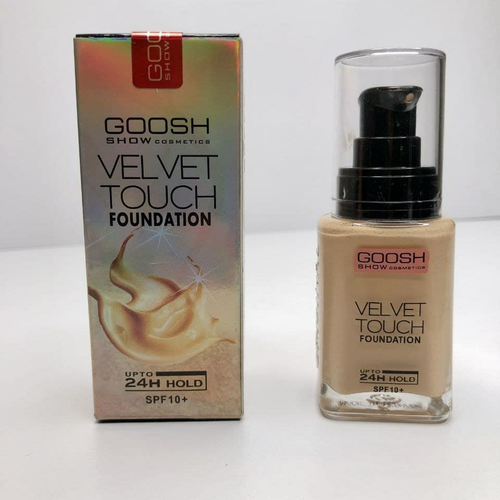 GOOSH
SHOW
GOOSH
SHOW COSMETICS
VELVET
TOUCH
FOUNDATION
UPTO
24H HOLD
SPF10+
GOOSH
SHOW COSMETICS
VELVET
TOUCH
FOUNDATION
UPTO
24H HOLD
SPF10+